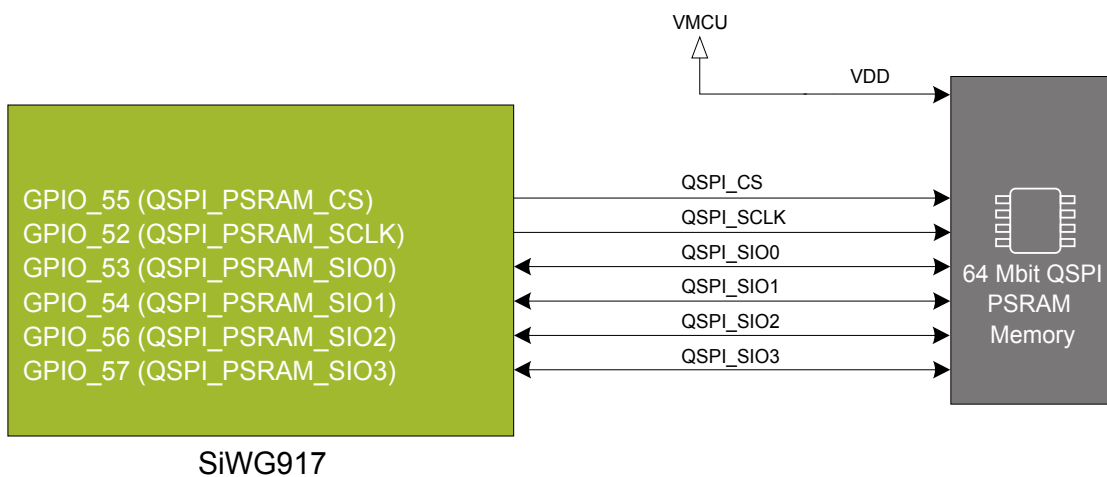 VMCU
VDD
GPIO_55 (QSPI_PSRAM_CS)
GPIO_52 (QSPI_PSRAM_SCLK)
GPIO_53 (QSPI_PSRAM_SIO0)
GPIO_54 (QSPI_PSRAM_SIO1)
GPIO_56 (QSPI_PSRAM_SIO2)
GPIO_57 (QSPI_PSRAM_SIO3)
QSPI_CS
QSPI_SCLK
QSPI_SIO0
QSPI_SIO1
QSPI_SIO2
QSPI_SIO3
64 Mbit QSPI
PSRAM
Memory
SiWG917